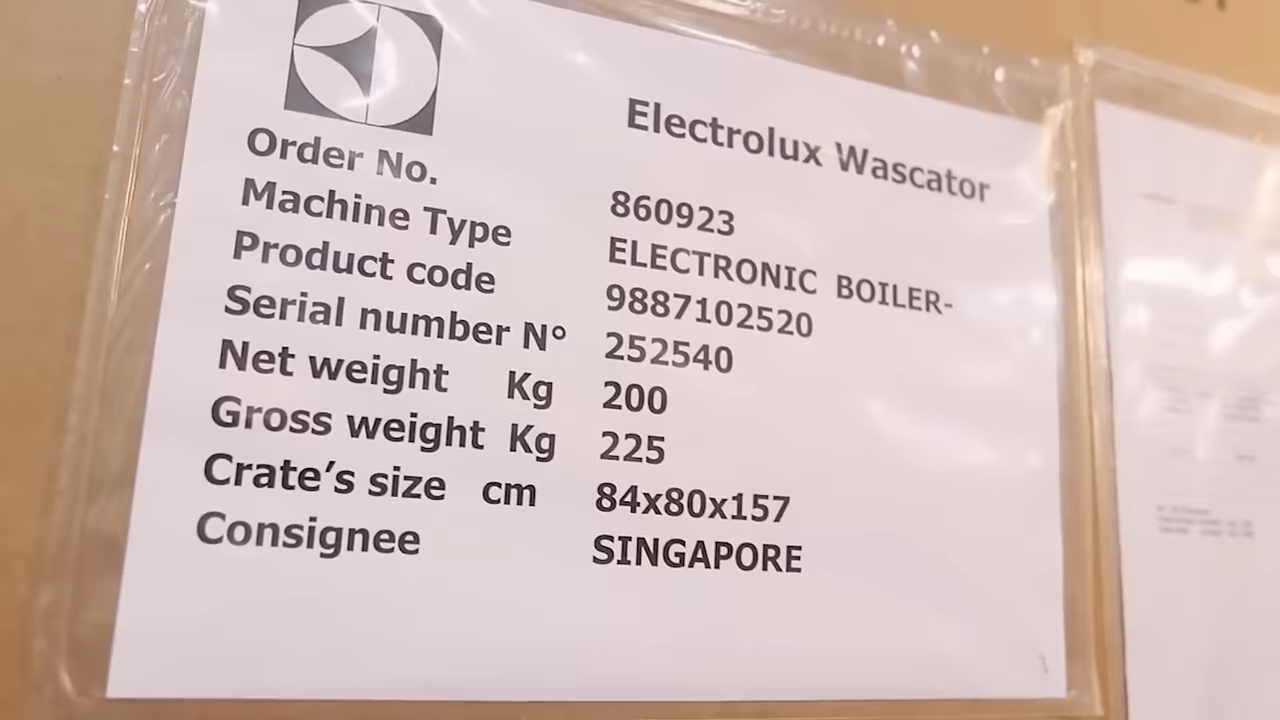 Electrolux Wascator
Order No. 860923
Machine Type ELECTRONIC BOILER-
Product code 9887102520
Serial number N° 252540
Net weight Kg 200
Gross weight Kg 225
Crate's size cm 84x80x157
Consignee SINGAPORE